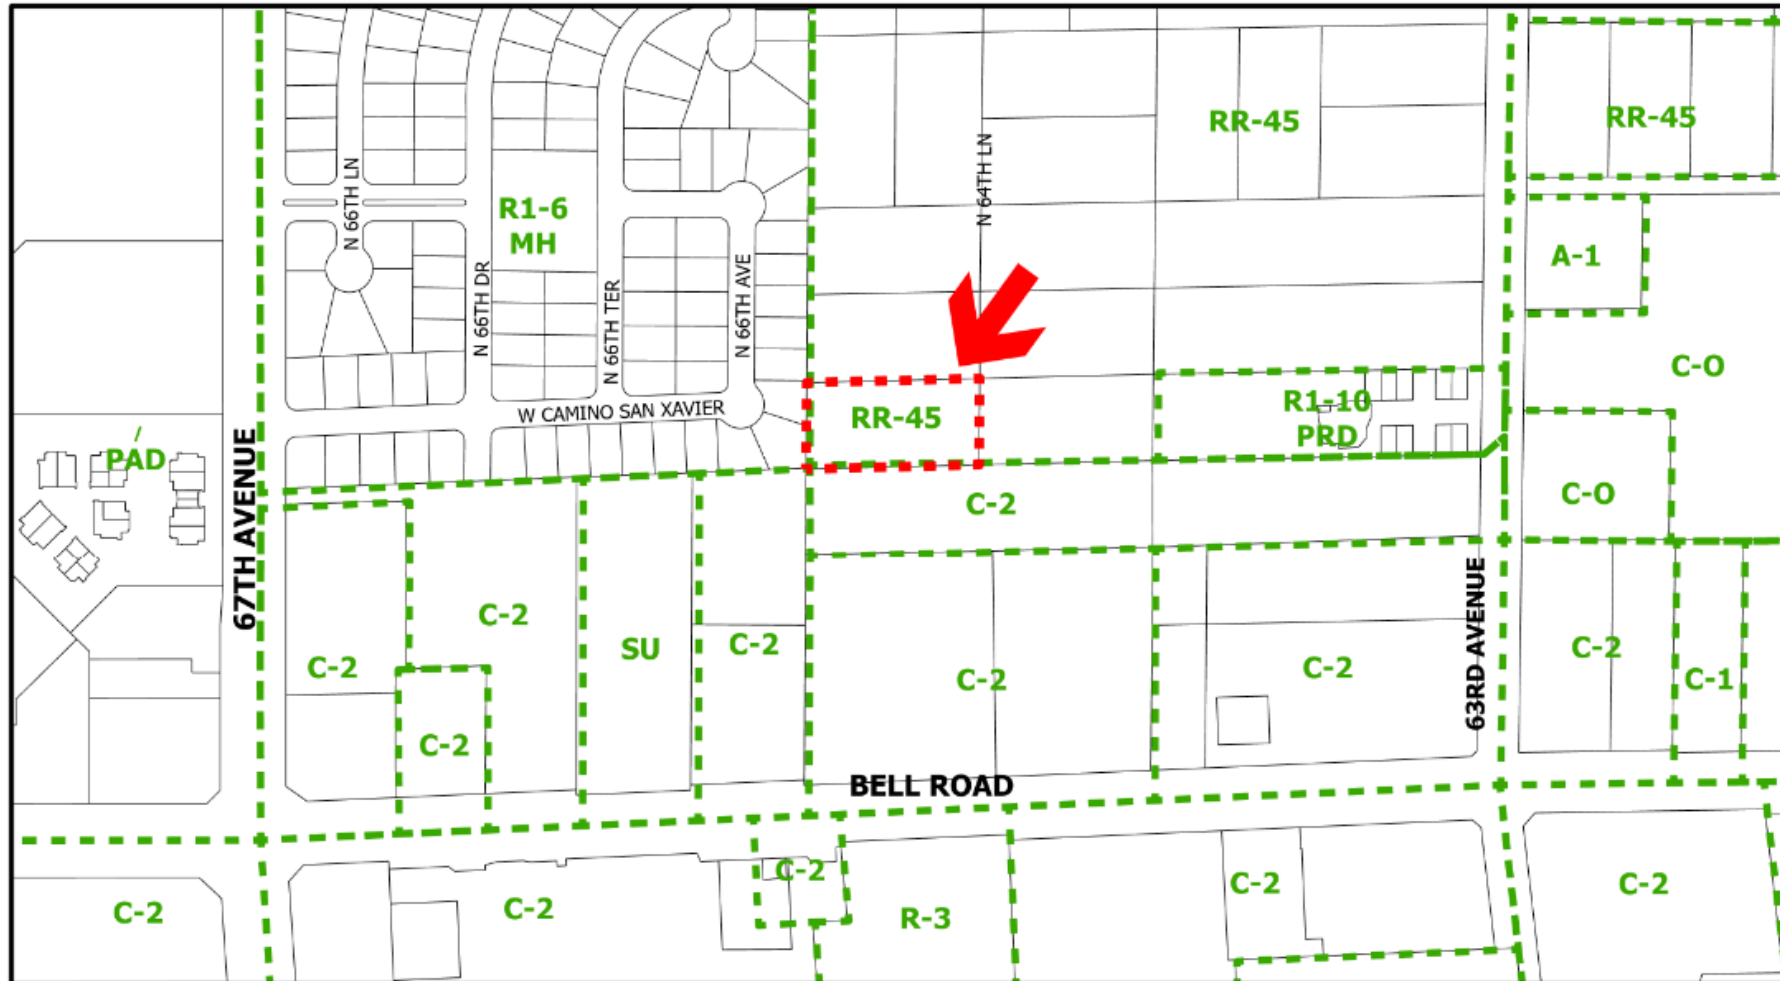 RR-45
RR-45
N 66TH LN
N 64TH LN
R1-6
MH
A-1
N 66TH DR
N 66TH TER
N 66TH AVE
C-O
W CAMINO SAN XAVIER
RR-45
R1-10
PRD
PAD
67TH AVENUE
C-2
C-O
C-2
SU
C-2
C-2
C-2
C-2
63RD AVENUE
C-2
C-1
C-2
BELL ROAD
C-2
C-2
C-2
C-2
C-2
R-3